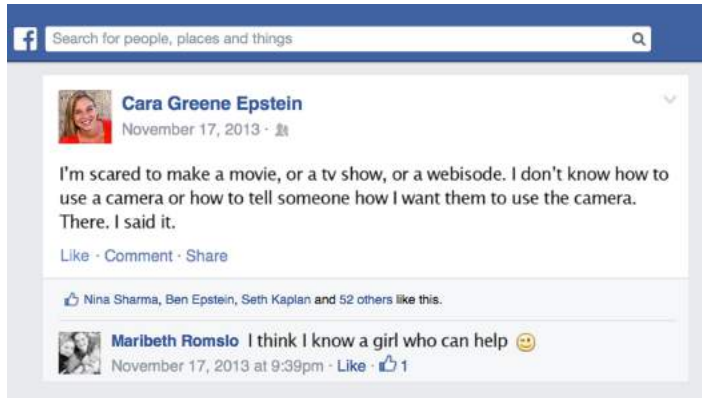 f
Search for people, places and things
Cara Greene Epstein
November 17, 2013 ·
I'm scared to make a movie, or a tv show, or a webisode. I don't know how to
use a camera or how to tell someone how I want them to use the camera.
There. I said it.
Like · Comment · Share
Nina Sharma, Ben Epstein, Seth Kaplan and 52 others like this.
Maribeth Romslo I think I know a girl who can help
November 17, 2013 at 9:39pm · Like · 1